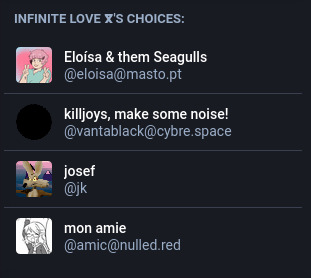 INFINITE LOVE ⴳ'S CHOICES:
Eloísa & them Seagulls
@eloisa@masto.pt
killjoys, make some noise!
@vantablack@cybre.space
josef
@jk
mon amie
@amic@nulled.red